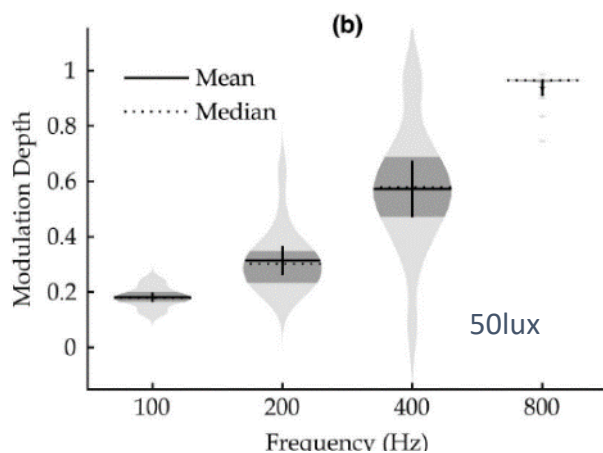 (b)
Mean
Median
Modulation Depth
1
0.8
0.6
0.4
0.2
0
50lux
100 200 400 800
Frequency (Hz)